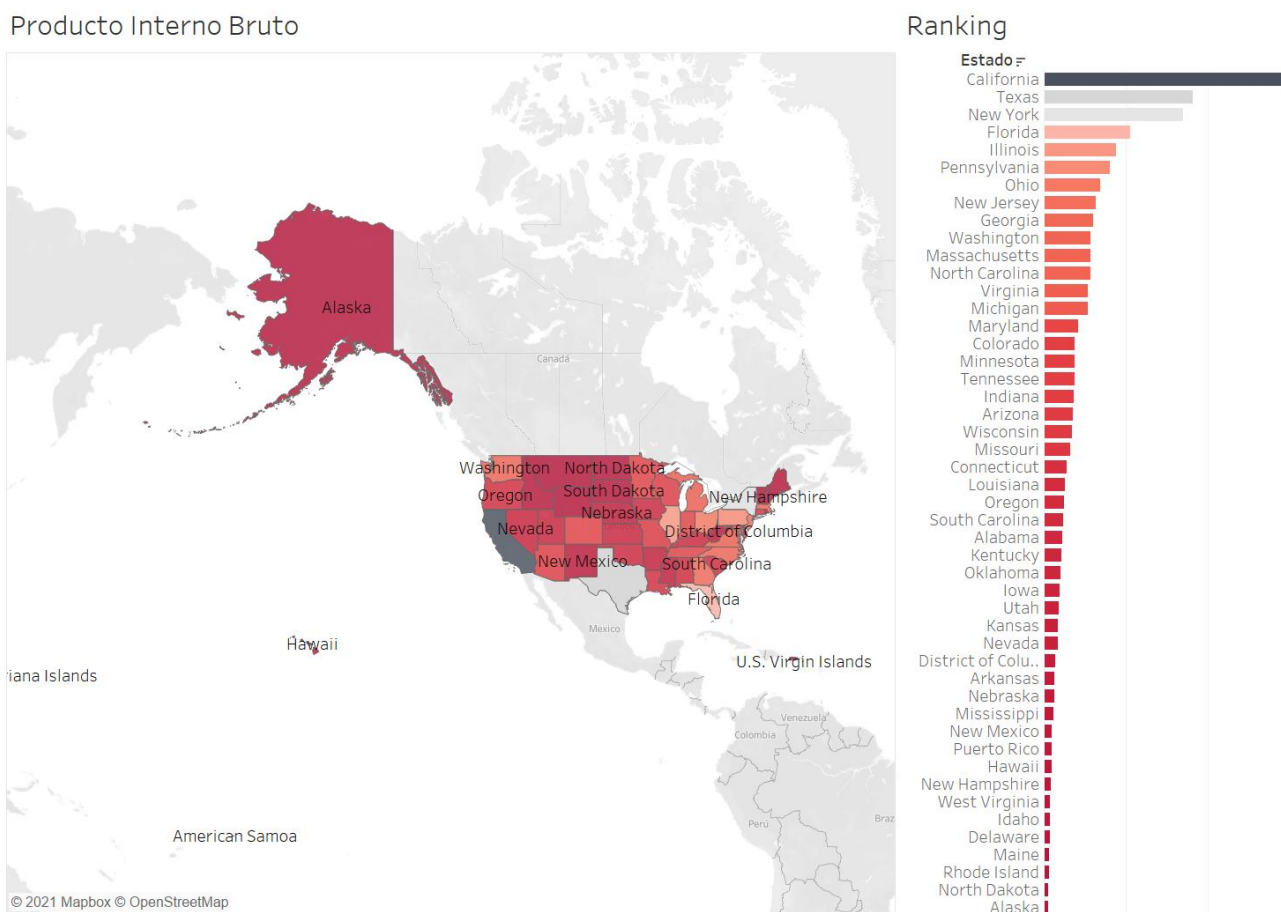 Producto Interno Bruto
Alaska
Canadá
Washington
North Dakota
Oregon
South Dakota
New Hampshire
Nebraska
Nevada
District of Columbia
New Mexico
South Carolina
Florida
Mexico
Hawaii
U.S. Virgin Islands
iana Islands
Venezuela
Colombia
Perú
Braz
American Samoa
© 2021 Mapbox © OpenStreetMap
Ranking
Estado
California
Texas
New York
Florida
Illinois
Pennsylvania
Ohio
New Jersey
Georgia
Washington
Massachusetts
North Carolina
Virginia
Michigan
Maryland
Colorado
Minnesota
Tennessee
Indiana
Arizona
Wisconsin
Missouri
Connecticut
Louisiana
Oregon
South Carolina
Alabama
Kentucky
Oklahoma
Iowa
Utah
Kansas
Nevada
District of Colu..
Arkansas
Nebraska
Mississippi
New Mexico
Puerto Rico
Hawaii
New Hampshire
West Virginia
Idaho
Delaware
Maine
Rhode Island
North Dakota
Alaska